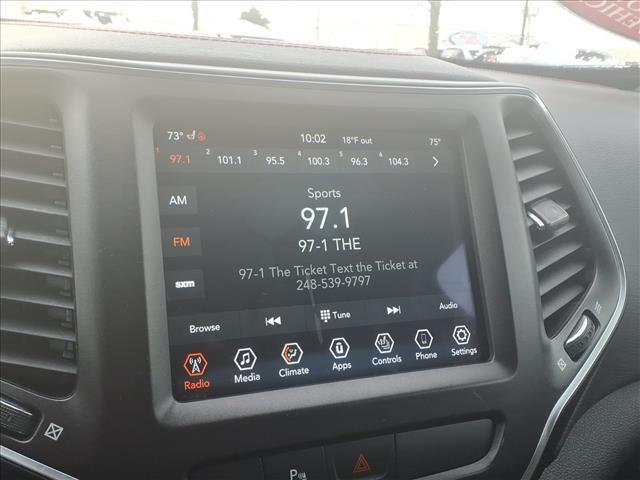 VEHIC
73° 10:02 18°F out 75°
1 97.1 2 101.1 3 95.5 4 100.3 5 96.3 6 104.3
AM
FM
sxm
Sports
97.1
97-1 THE
97-1 The Ticket Text the Ticket at
248-539-9797
Browse Tune Audio
Radio Media Climate Apps Controls Phone Settings
P